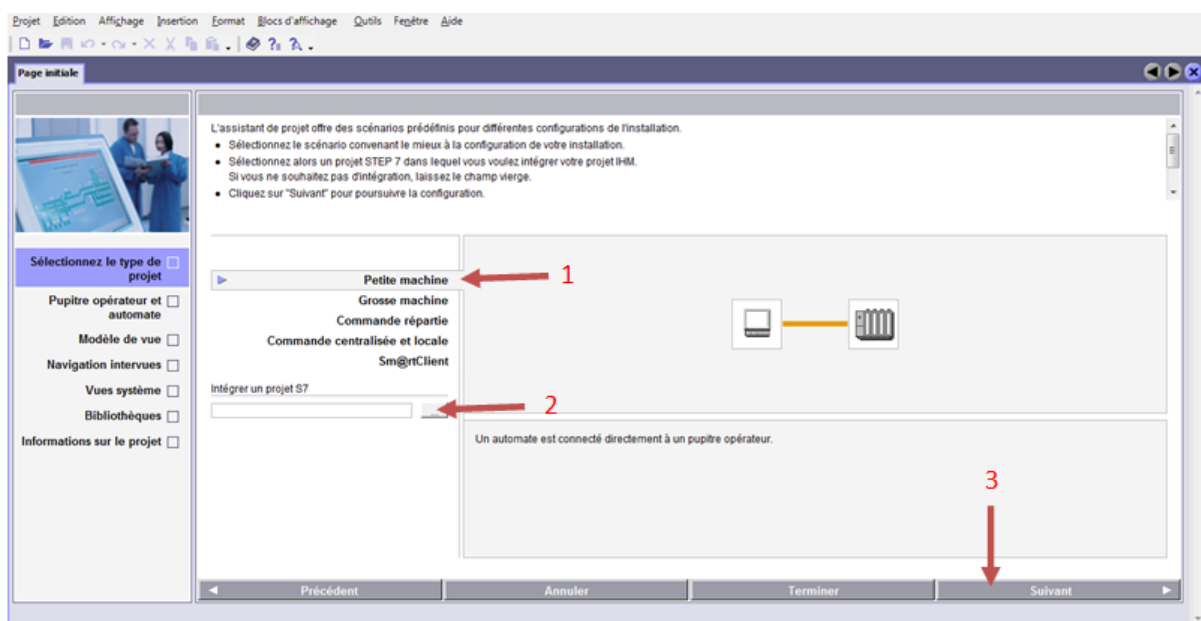 Projet Edition Affichage Insertion Format Blocs d'affichage Outils Fenêtre Aide
Page initiale
L'assistant de projet offre des scénarios prédéfinis pour différentes configurations de l'installation.
• Sélectionnez le scénario convenant le mieux à la configuration de votre installation.
• Sélectionnez alors un projet STEP 7 dans lequel vous voulez intégrer votre projet IHM.
Si vous ne souhaitez pas d'intégration, laissez le champ vierge.
• Cliquez sur "Suivant" pour poursuivre la configuration.
Sélectionnez le type de
projet
Pupitre opérateur et
automate
Modèle de vue
Navigation intervues
Vues système
Bibliothèques
Informations sur le projet
Petite machine
1
Grosse machine
Commande répartie
Commande centralisée et locale
Sm@rtClient
Intégrer un projet S7
...
2
Un automate est connecté directement à un pupitre opérateur.
3
Précédent
Annuler
Terminer
Suivant